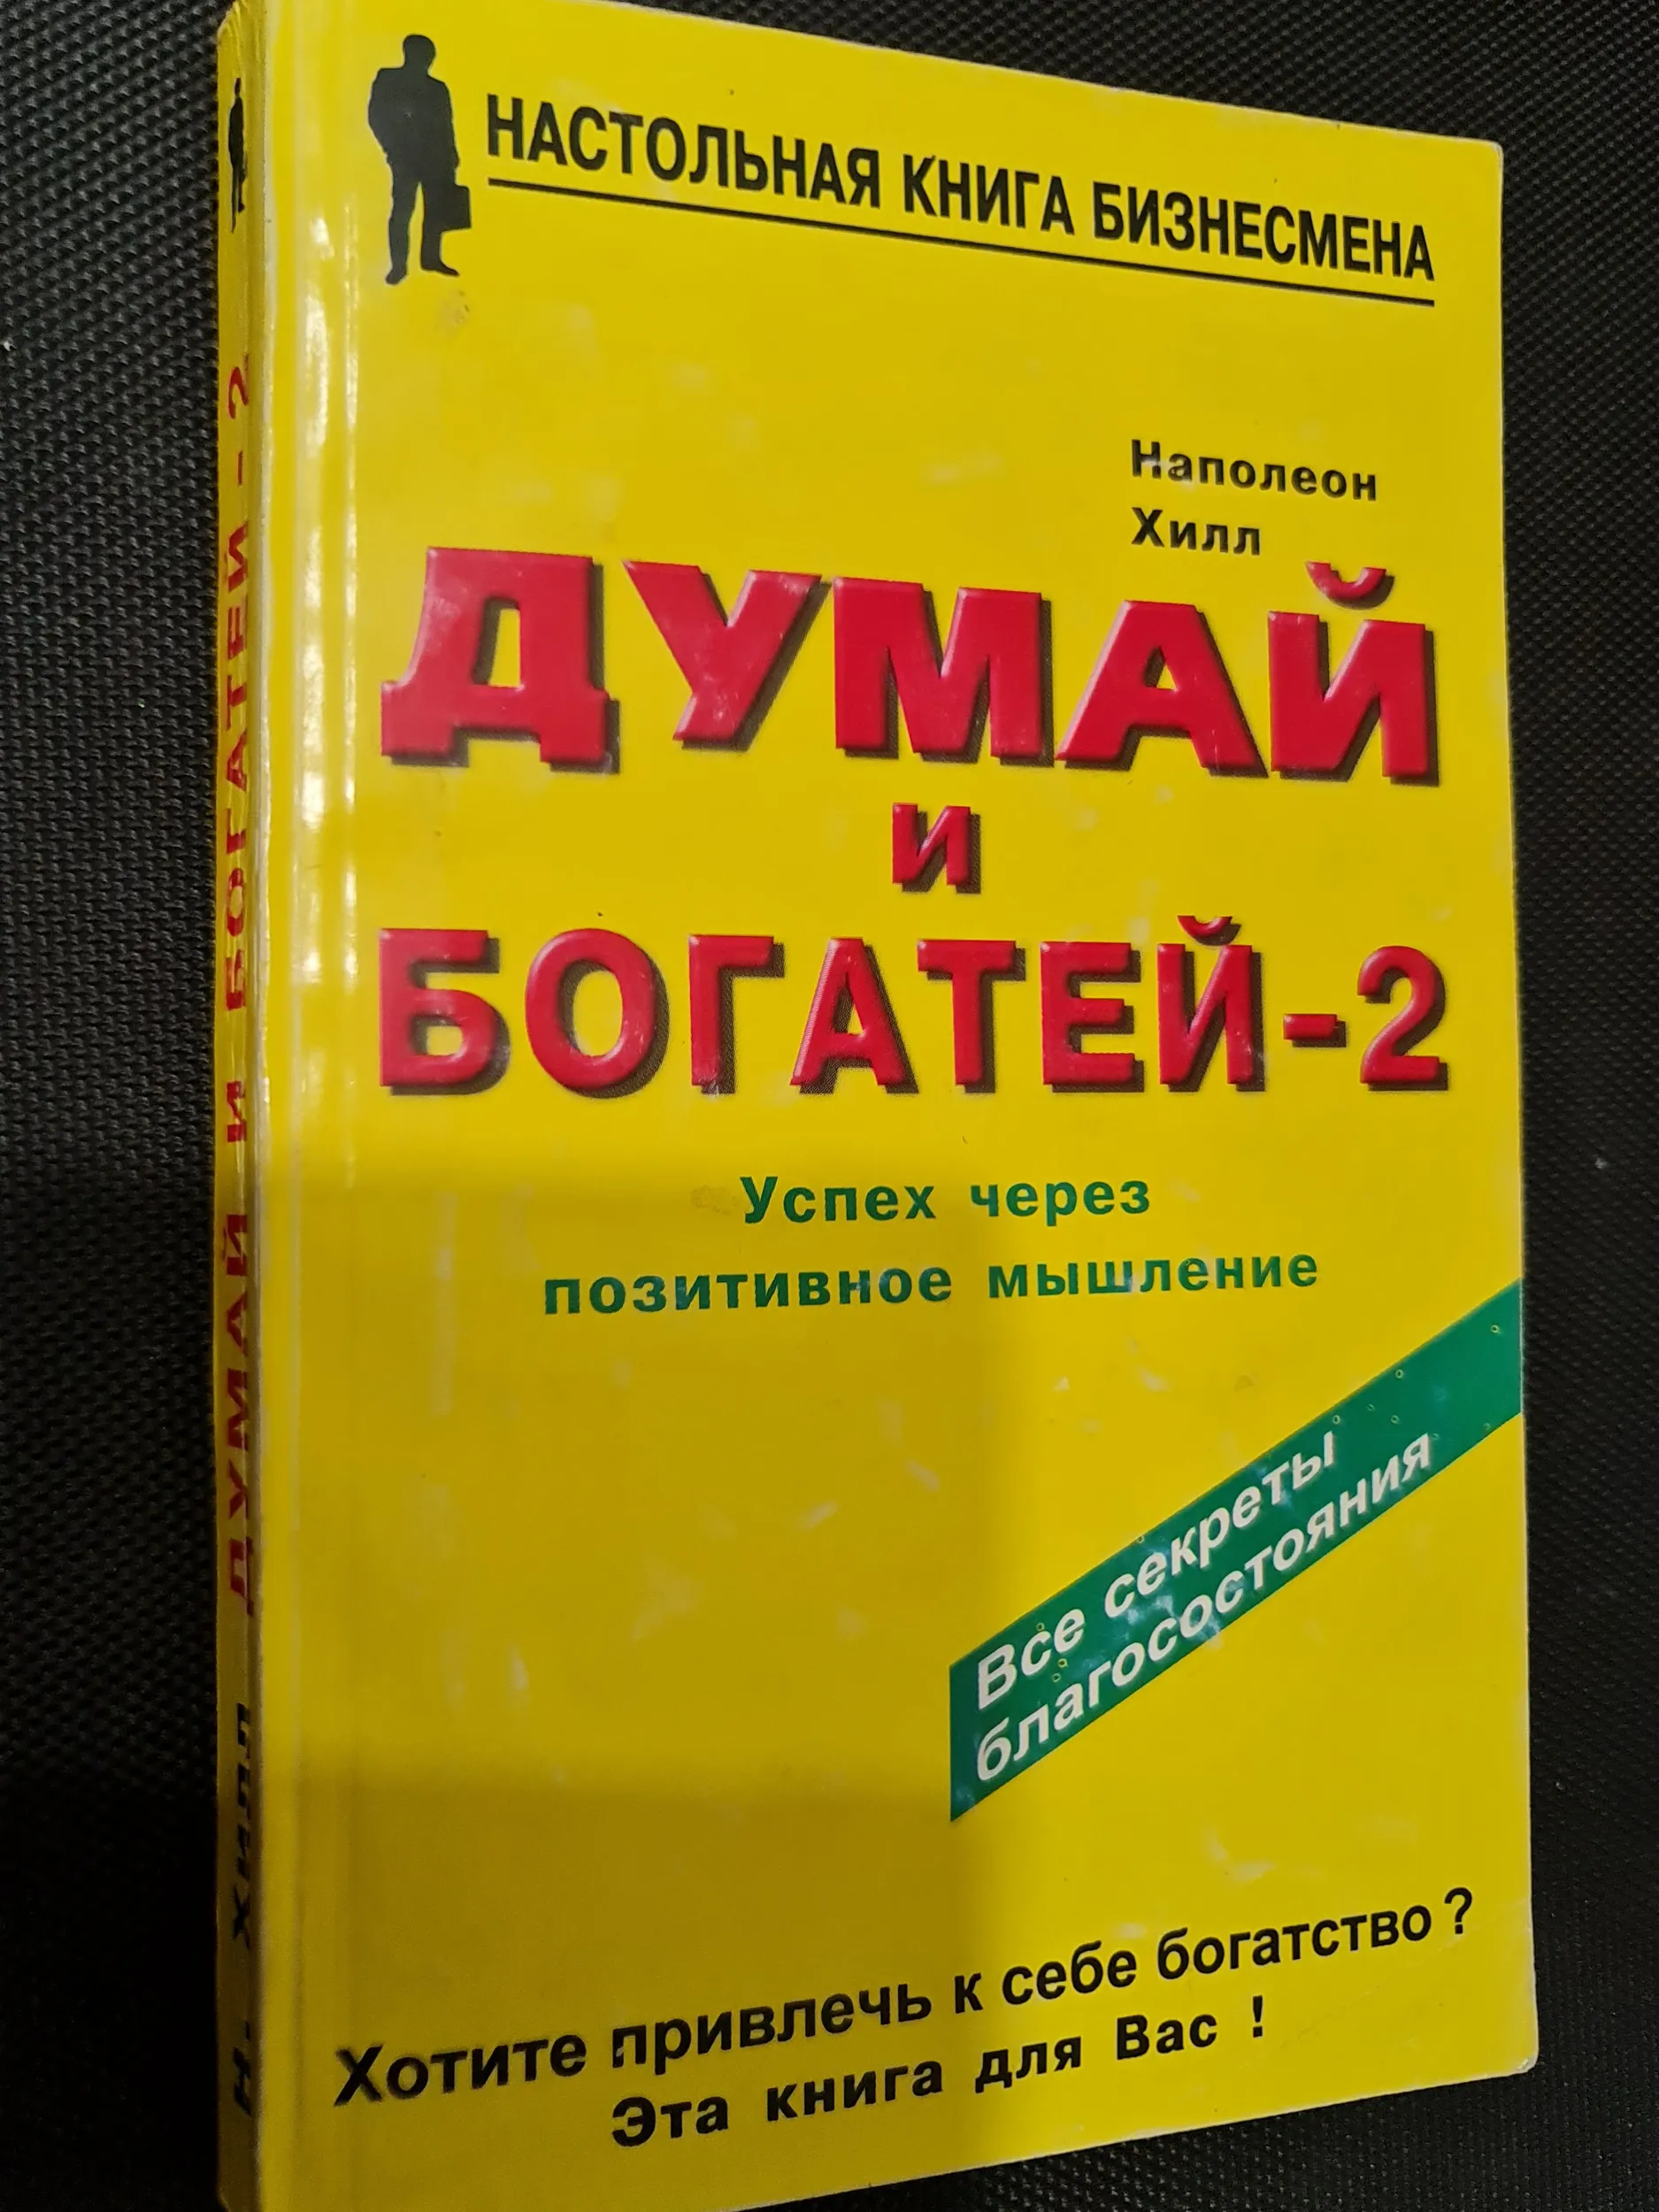 НАСТОЛЬНАЯ КНИГА БИЗНЕСМЕНА
Наполеон
Хилл
ДУМАЙ
и
БОГАТЕЙ-2
Успех через
позитивное мышление
Все секреты
благосостояния
Хотите привлечь к себе богатство ?
Эта книга для Вас !
Н. ХИЛЛ ДУМАЙ И БОГАТЕЙ - 2